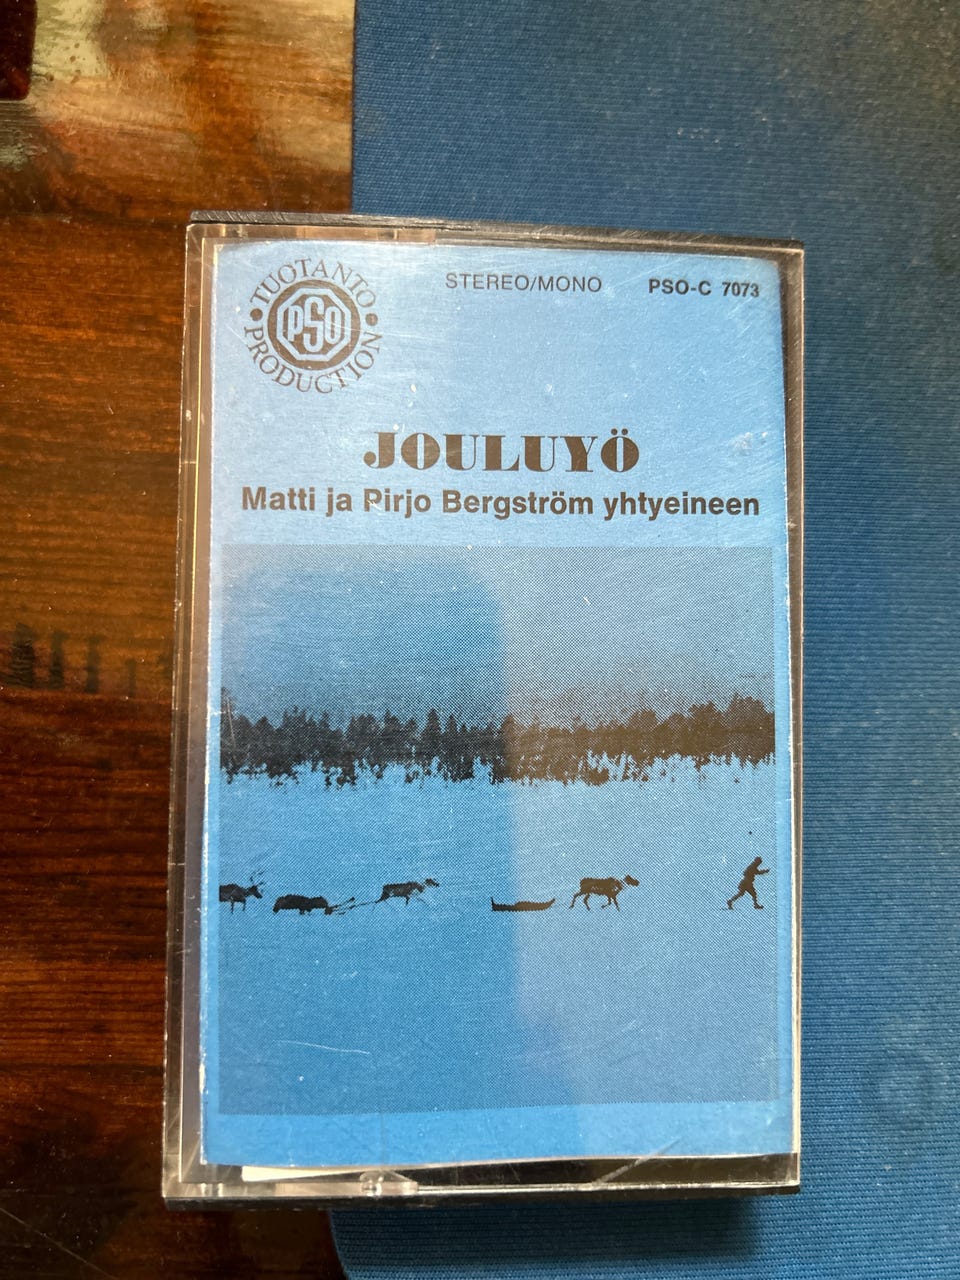 TUOTANTO
PSO
PRODUCTION
STEREO/MONO
PSO-C 7073
JOULUYÖ
Matti ja Pirjo Bergström yhtyeineen